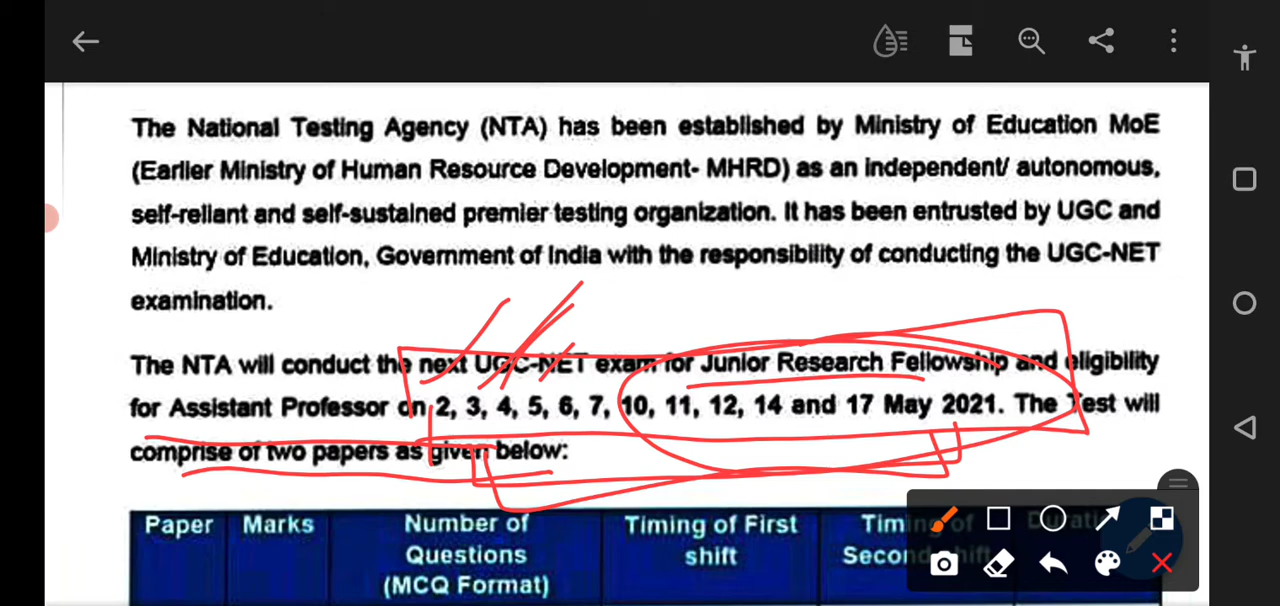 The National Testing Agency (NTA) has been established by Ministry of Education MoE
(Earlier Ministry of Human Resource Development- MHRD) as an independent/ autonomous,
self-reliant and self-sustained premier testing organization. It has been entrusted by UGC and
Ministry of Education, Government of India with the responsibility of conducting the UGC-NET
examination.
The NTA will conduct the next UGC-NET exam for Junior Research Fellowship and eligibility
for Assistant Professor on 2, 3, 4, 5, 6, 7, 10, 11, 12, 14 and 17 May 2021. The Test will
comprise of two papers as given below:
Paper Marks Number of Timing of First of
Questions shift Second shift
(MCQ Format)